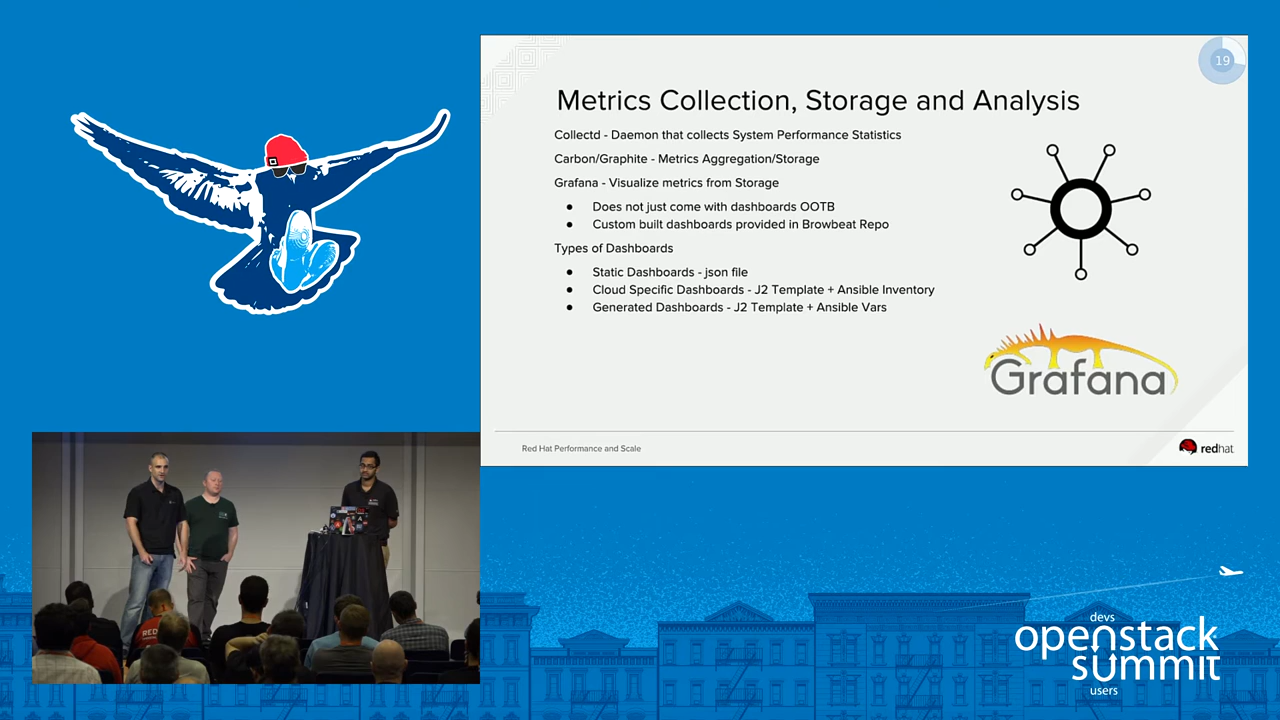 19
Metrics Collection, Storage and Analysis
Collectd - Daemon that collects System Performance Statistics
Carbon/Graphite - Metrics Aggregation/Storage
Grafana - Visualize metrics from Storage
● Does not just come with dashboards OOTB
● Custom built dashboards provided in Browbeat Repo
Types of Dashboards
● Static Dashboards - json file
● Cloud Specific Dashboards - J2 Template + Ansible Inventory
● Generated Dashboards - J2 Template + Ansible Vars
Grafana
Red Hat Performance and Scale
redhat
RED
devs
openstack
summit
users